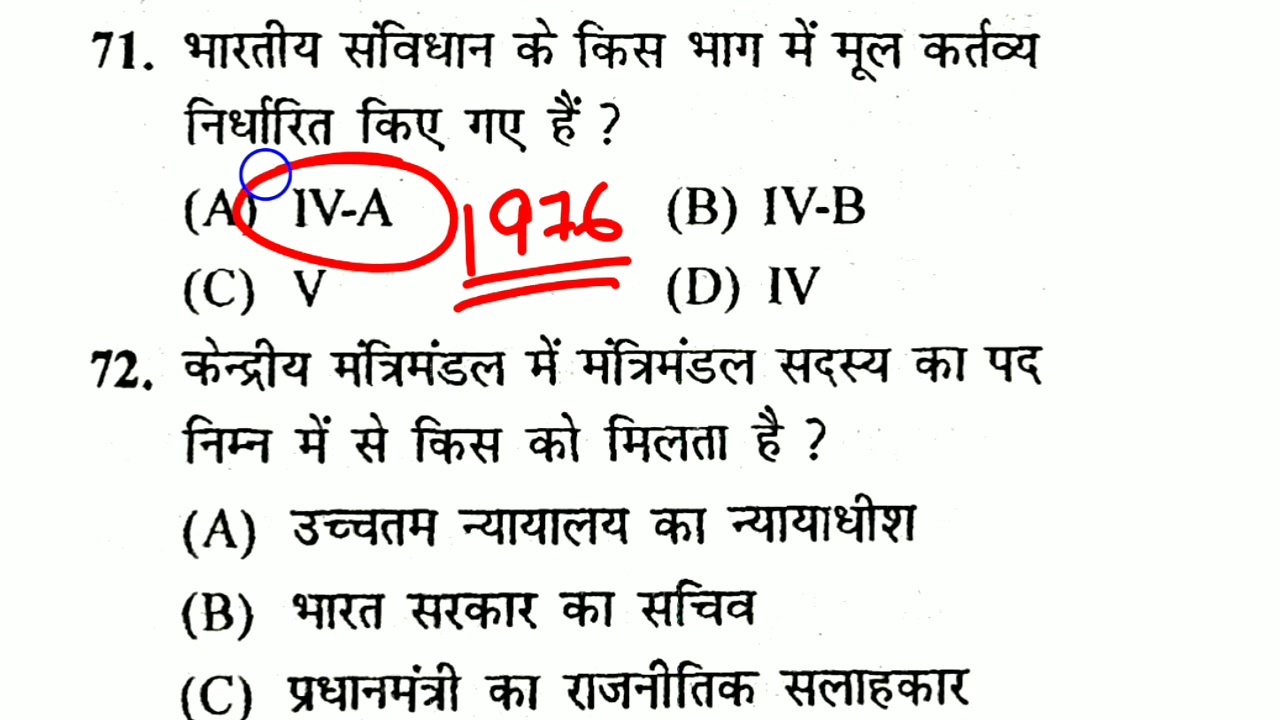 71. भारतीय संविधान के किस भाग में मूल कर्तव्य
निर्धारित किए गए हैं ?
(A) IV-A 1976 (B) IV-B
(C) V (D) IV
72. केन्द्रीय मंत्रिमंडल में मंत्रिमंडल सदस्य का पद
निम्न में से किस को मिलता है ?
(A) उच्चतम न्यायालय का न्यायाधीश
(B) भारत सरकार का सचिव
(C) प्रधानमंत्री का राजनीतिक सलाहकार